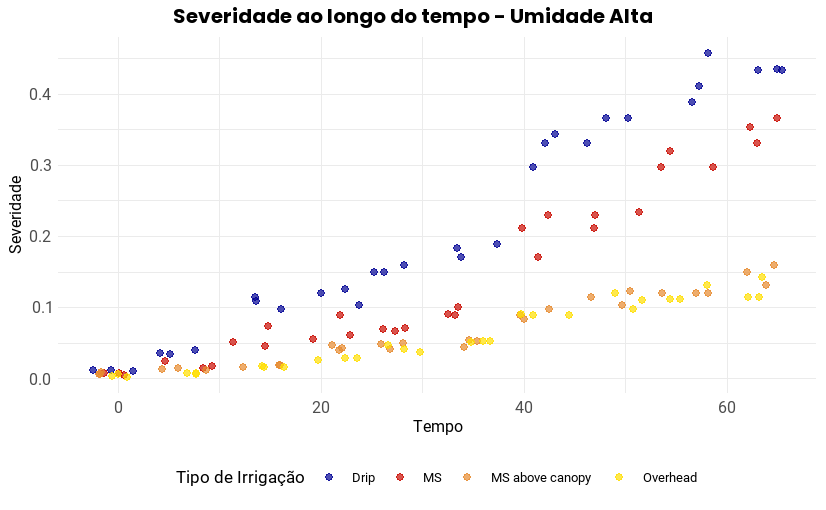 Severidade ao longo do tempo - Umidade Alta
Severidade
0.4
0.3
0.2
0.1
0.0
0 20 40 60
Tempo
Tipo de Irrigação Drip MS MS above canopy Overhead